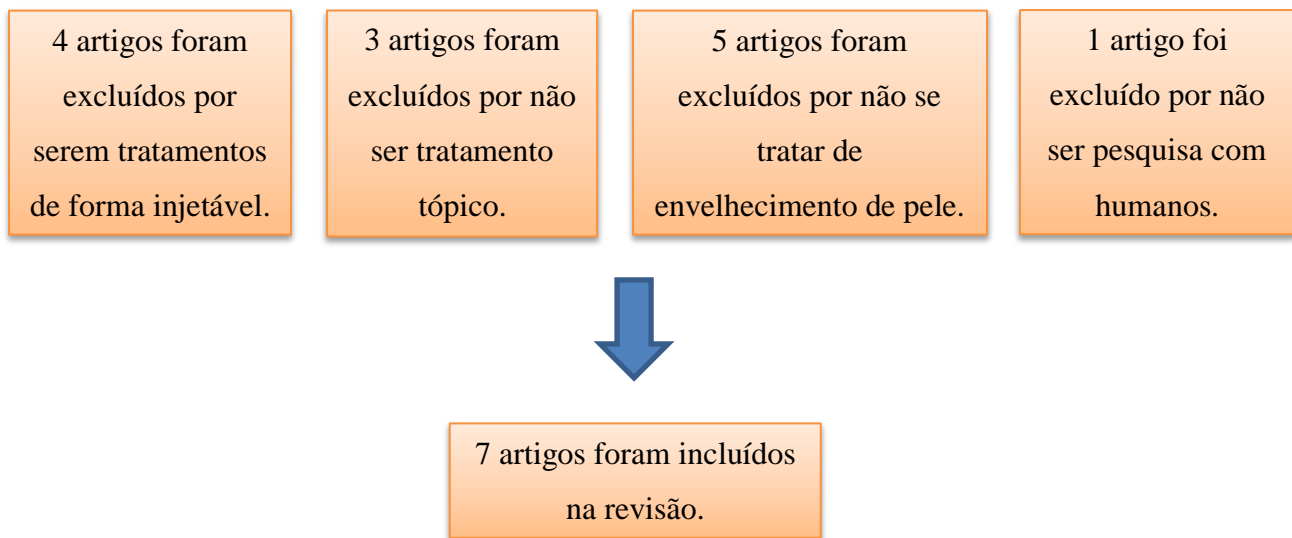 4 artigos foram
excluídos por
serem tratamentos
de forma injetável.
3 artigos foram
excluídos por não
ser tratamento
tópico.
5 artigos foram
excluídos por não se
tratar de
envelhecimento de pele.
1 artigo foi
excluído por não
ser pesquisa com
humanos.
7 artigos foram incluídos
na revisão.